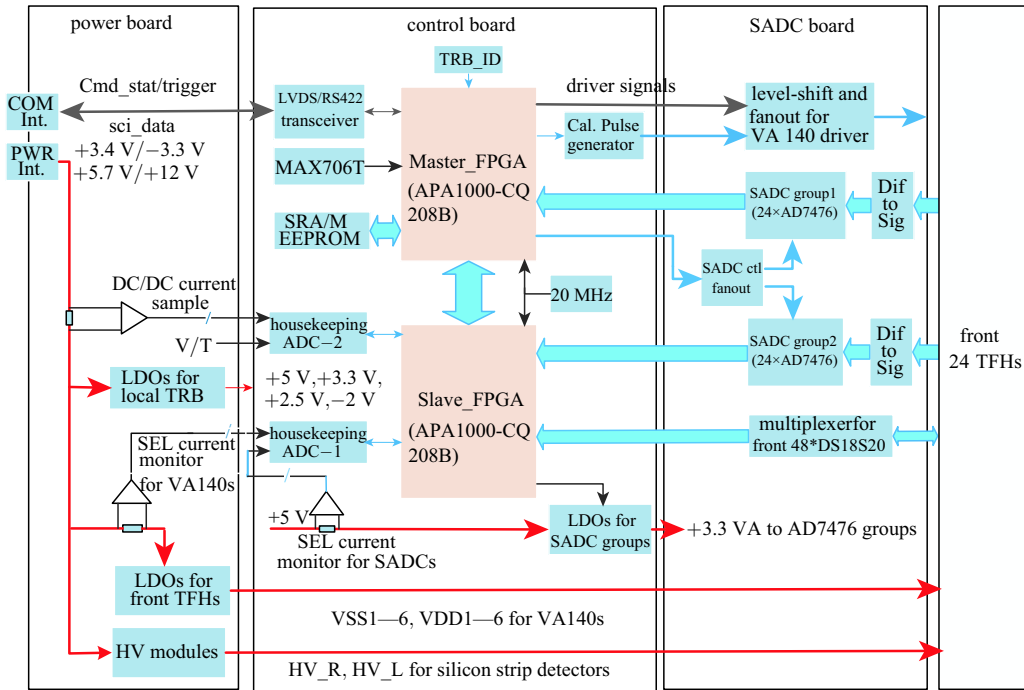 power board
control board
SADC board
TRB_ID
Cmd_stat/trigger
COM
Int.
sci_data
LVDS/RS422
transceiver
driver signals
level-shift and
fanout for
VA 140 driver
Cal. Pulse
generator
PWR
Int.
+3.4 V/−3.3 V
+5.7 V/+12 V
MAX706T
Master_FPGA
(APA1000-CQ
208B)
SADC group1
(24×AD7476)
Dif
to
Sig
SRA/M
EEPROM
SADC ctl
fanout
DC/DC current
sample
20 MHz
housekeeping
ADC−2
V/T
SADC group2
(24×AD7476)
Dif
to
Sig
front
24 TFHs
LDOs for
local TRB
+5 V,+3.3 V,
+2.5 V,−2 V
Slave_FPGA
(APA1000-CQ
208B)
housekeeping
ADC−1
multiplexerfor
front 48*DS18S20
SEL current
monitor
for VA140s
+5 V
SEL current
monitor for SADCs
LDOs for
SADC groups
+3.3 VA to AD7476 groups
LDOs for
front TFHs
VSS1—6, VDD1—6 for VA140s
HV modules
HV_R, HV_L for silicon strip detectors